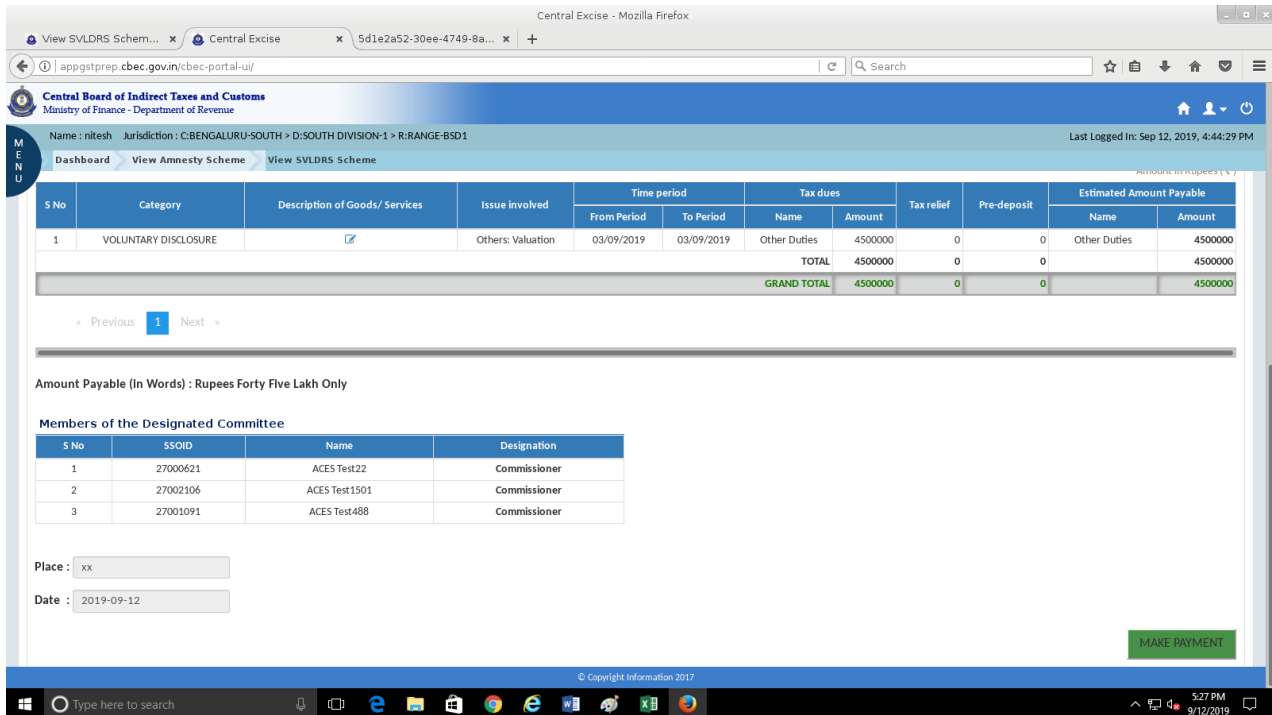 Central Excise - Mozilla Firefox
View SVLDRS Schem... × Central Excise × 5d1e2a52-30ee-4749-8a... × +
appgstprep.cbec.gov.in/cbec-portal-ui/ Search
Central Board of Indirect Taxes and Customs
Ministry of Finance - Department of Revenue
MENU
Name : nitesh Jurisdiction : C:BENGALURU-SOUTH > D:SOUTH DIVISION-1 > R:RANGE-BSD1 Last Logged In: Sep 12, 2019, 4:44:29 PM
Dashboard View Amnesty Scheme View SVLDRS Scheme
Amount in Rupees (₹)
S No Category Description of Goods/ Services Issue involved Time period Tax dues Tax relief Pre-deposit Estimated Amount Payable
From Period To Period Name Amount Name Amount
1 VOLUNTARY DISCLOSURE Others: Valuation 03/09/2019 03/09/2019 Other Duties 4500000 0 0 Other Duties 4500000
TOTAL 4500000 0 0 4500000
GRAND TOTAL 4500000 0 0 4500000
« Previous 1 Next »
Amount Payable (In Words) : Rupees Forty Five Lakh Only
Members of the Designated Committee
S No SSOID Name Designation
1 27000621 ACES Test22 Commissioner
2 27002106 ACES Test1501 Commissioner
3 27001091 ACES Test488 Commissioner
Place : xx
Date : 2019-09-12
MAKE PAYMENT
© Copyright Information 2017
Type here to search 5:27 PM
9/12/2019